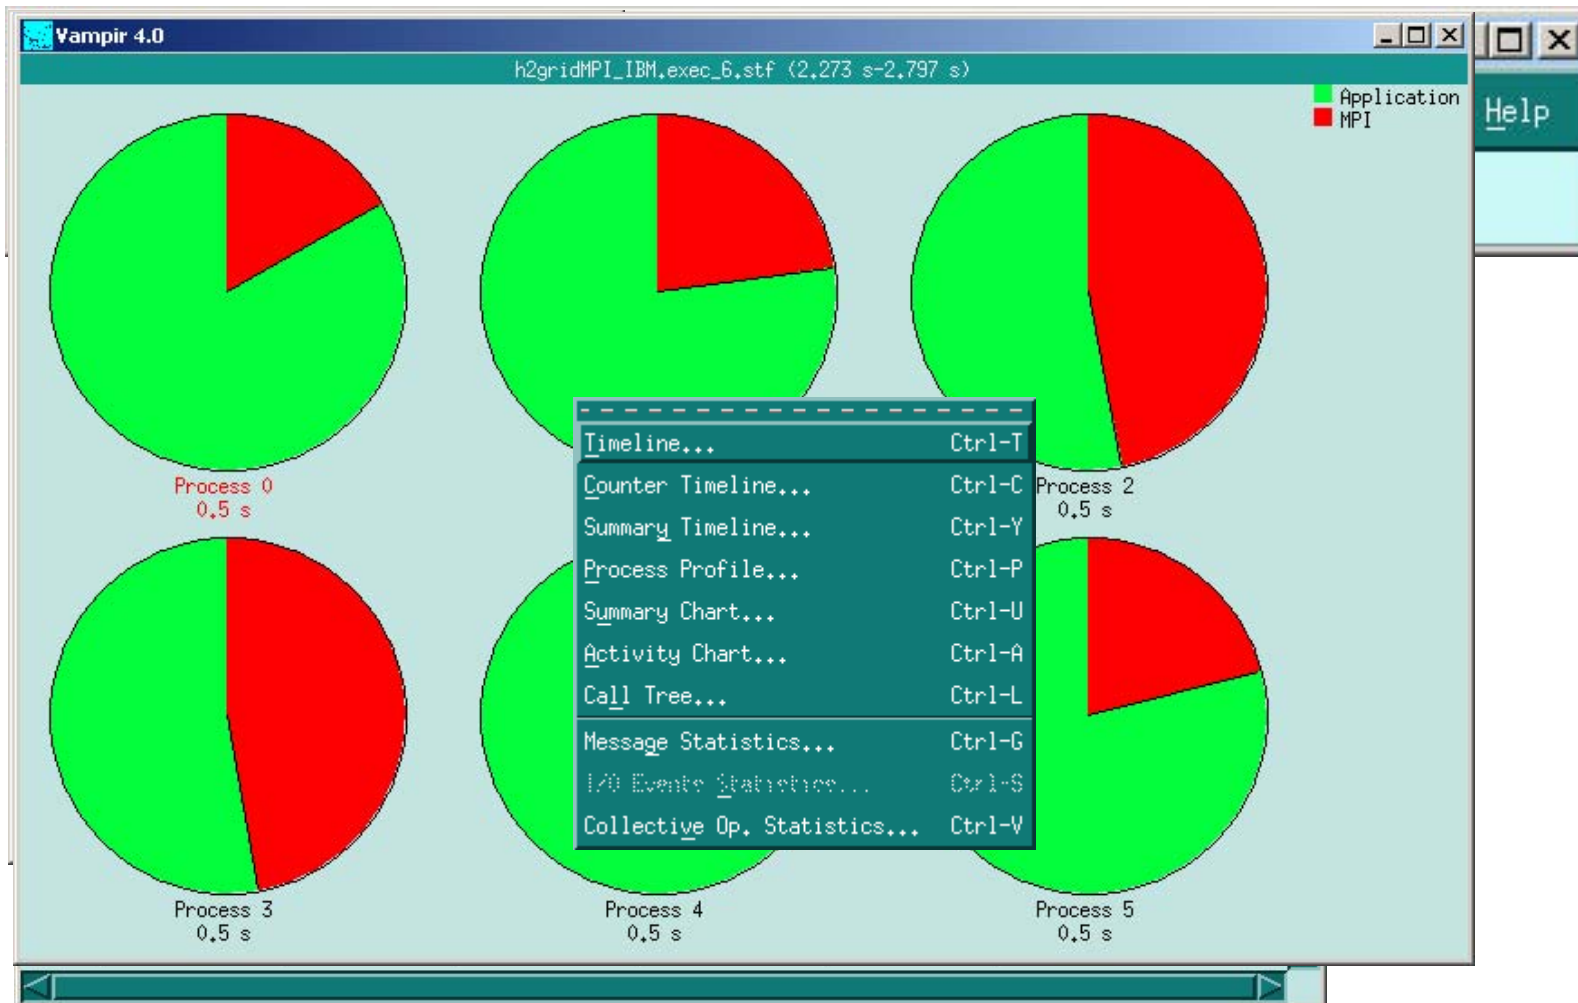 Vampir 4.0
h2gridMPI_IBM.exec_6.stf (2.273 s-2.797 s)
Application
MPI
Help
Timeline... Ctrl-T
Counter Timeline... Ctrl-C
Summary Timeline... Ctrl-Y
Process Profile... Ctrl-P
Summary Chart... Ctrl-U
Activity Chart... Ctrl-A
Call Tree... Ctrl-L
Message Statistics... Ctrl-G
I/O Events Statistics... Ctrl-S
Collective Op. Statistics... Ctrl-V
Process 0
0.5 s
Process 2
0.5 s
Process 3
0.5 s
Process 4
0.5 s
Process 5
0.5 s